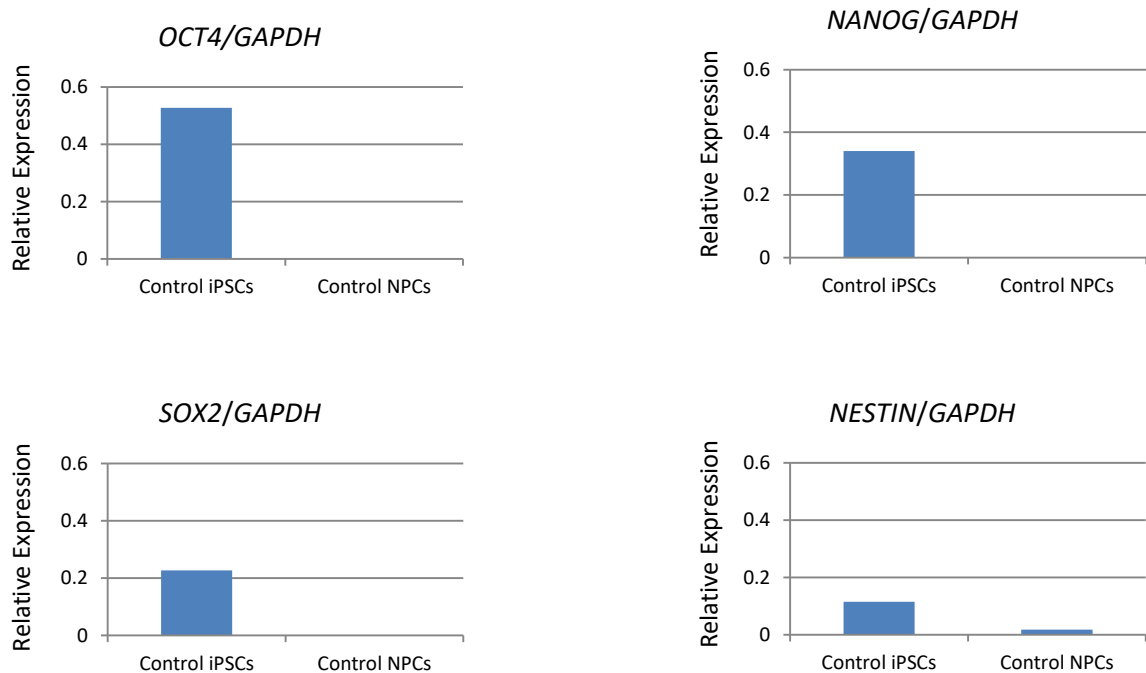 OCT4/GAPDH
Relative Expression
0.6
0.4
0.2
0
Control iPSCs Control NPCs
NANOG/GAPDH
Relative Expression
0.6
0.4
0.2
0
Control iPSCs Control NPCs
SOX2/GAPDH
Relative Expression
0.6
0.4
0.2
0
Control iPSCs Control NPCs
NESTIN/GAPDH
Relative Expression
0.6
0.4
0.2
0
Control iPSCs Control NPCs